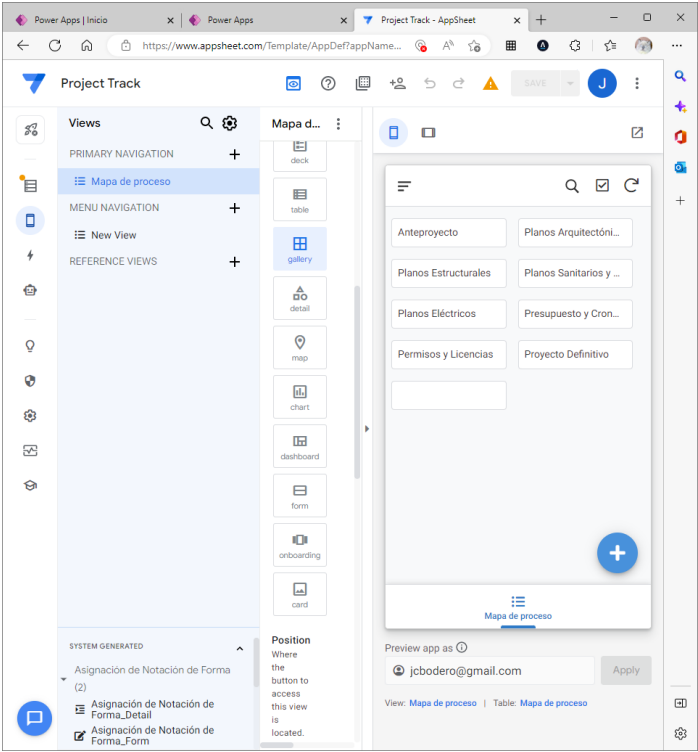 Power Apps | Inicio
Power Apps
Project Track - AppSheet
https://www.appsheet.com/Template/AppDef?appName...
Project Track
SAVE
J
Views
PRIMARY NAVIGATION
Mapa de proceso
MENU NAVIGATION
New View
REFERENCE VIEWS
SYSTEM GENERATED
Asignación de Notación de Forma
(2)
Asignación de Notación de
Forma_Detail
Asignación de Notación de
Forma_Form
Mapa d...
deck
table
gallery
detail
map
chart
dashboard
form
onboarding
card
Position
Where
the
button to
access
this view
is
located.
Anteproyecto
Planos Arquitectóni...
Planos Estructurales
Planos Sanitarios y ...
Planos Eléctricos
Presupuesto y Cron...
Permisos y Licencias
Proyecto Definitivo
Mapa de proceso
Preview app as
jcbodero@gmail.com
Apply
View: Mapa de proceso | Table: Mapa de proceso